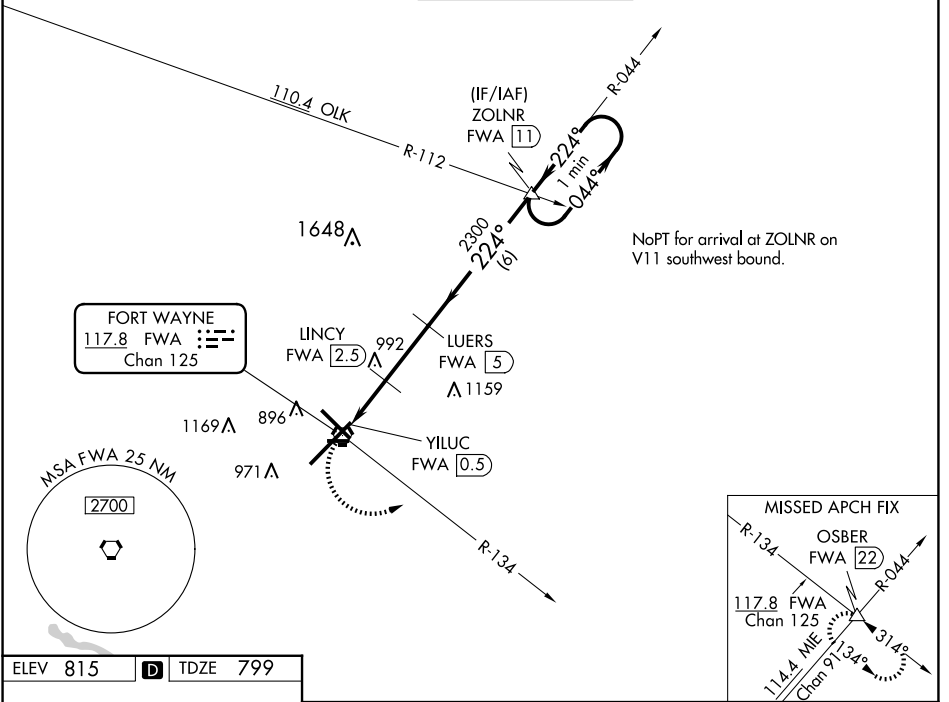 110.4 OLK
R-112
(IF/IAF)
ZOLNR
FWA 11
R-044
224°
1 min
044°
1648
2300
224°
(6)
NoPT for arrival at ZOLNR on
V11 southwest bound.
FORT WAYNE
117.8 FWA
Chan 125
LINCY
FWA 2.5
992
LUERS
FWA 5
1159
1169
896
971
YILUC
FWA 0.5
R-134
MSA FWA 25 NM
2700
MISSED APCH FIX
R-134
OSBER
FWA 22
R-044
117.8 FWA
Chan 125
314°
134°
114.4 MIE
Chan 91
ELEV 815 D TDZE 799